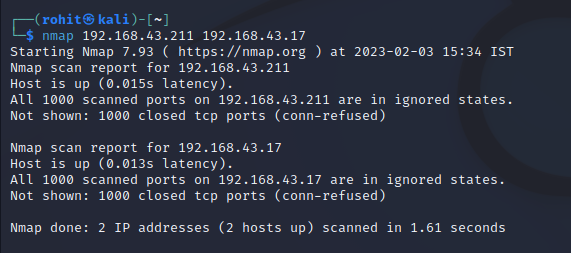 ┌──(rohit㉿kali)-[~]
└─$ nmap 192.168.43.211 192.168.43.17
Starting Nmap 7.93 ( https://nmap.org ) at 2023-02-03 15:34 IST
Nmap scan report for 192.168.43.211
Host is up (0.015s latency).
All 1000 scanned ports on 192.168.43.211 are in ignored states.
Not shown: 1000 closed tcp ports (conn-refused)

Nmap scan report for 192.168.43.17
Host is up (0.013s latency).
All 1000 scanned ports on 192.168.43.17 are in ignored states.
Not shown: 1000 closed tcp ports (conn-refused)

Nmap done: 2 IP addresses (2 hosts up) scanned in 1.61 seconds